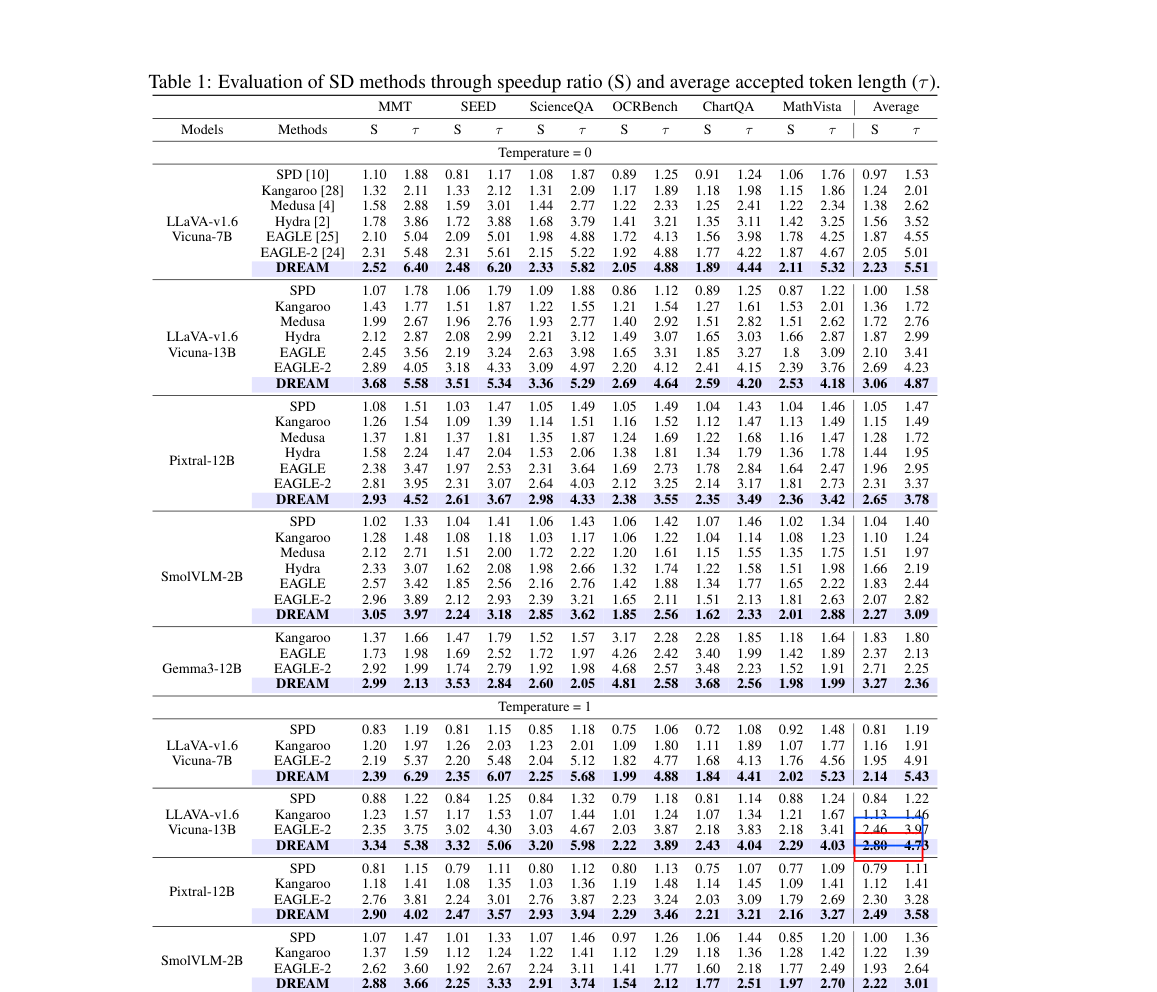 Table 1: Evaluation of SD methods through speedup ratio (S) and average accepted token length (τ).
MMT SEED ScienceQA OCRBench ChartQA MathVista Average
Models Methods S τ S τ S τ S τ S τ S τ S τ
Temperature = 0
SPD [10] 1.10 1.88 0.81 1.17 1.08 1.87 0.89 1.25 0.91 1.24 1.06 1.76 0.97 1.53
Kangaroo [28] 1.32 2.11 1.33 2.12 1.31 2.09 1.17 1.89 1.18 1.98 1.15 1.86 1.24 2.01
Medusa [4] 1.58 2.88 1.59 3.01 1.44 2.77 1.22 2.33 1.25 2.41 1.22 2.34 1.38 2.62
LLaVA-v1.6 Hydra [2] 1.78 3.86 1.72 3.88 1.68 3.79 1.41 3.21 1.35 3.11 1.42 3.25 1.56 3.52
Vicuna-7B EAGLE [25] 2.10 5.04 2.09 5.01 1.98 4.88 1.72 4.13 1.56 3.98 1.78 4.25 1.87 4.55
EAGLE-2 [24] 2.31 5.48 2.31 5.61 2.15 5.22 1.92 4.88 1.77 4.22 1.87 4.67 2.05 5.01
DREAM 2.52 6.40 2.48 6.20 2.33 5.82 2.05 4.88 1.89 4.44 2.11 5.32 2.23 5.51
SPD 1.07 1.78 1.06 1.79 1.09 1.88 0.86 1.12 0.89 1.25 0.87 1.22 1.00 1.58
Kangaroo 1.43 1.77 1.51 1.87 1.22 1.55 1.21 1.54 1.27 1.61 1.53 2.01 1.36 1.72
Medusa 1.99 2.67 1.96 2.76 1.93 2.77 1.40 2.92 1.51 2.82 1.51 2.62 1.72 2.76
LLaVA-v1.6 Hydra 2.12 2.87 2.08 2.99 2.21 3.12 1.49 3.07 1.65 3.03 1.66 2.87 1.87 2.99
Vicuna-13B EAGLE 2.45 3.56 2.19 3.24 2.63 3.98 1.65 3.31 1.85 3.27 1.8 3.09 2.10 3.41
EAGLE-2 2.89 4.05 3.18 4.33 3.09 4.97 2.20 4.12 2.41 4.15 2.39 3.76 2.69 4.23
DREAM 3.68 5.58 3.51 5.34 3.36 5.29 2.69 4.64 2.59 4.20 2.53 4.18 3.06 4.87
SPD 1.08 1.51 1.03 1.47 1.05 1.49 1.05 1.49 1.04 1.43 1.04 1.46 1.05 1.47
Kangaroo 1.26 1.54 1.09 1.39 1.14 1.51 1.16 1.52 1.12 1.47 1.13 1.49 1.15 1.49
Medusa 1.37 1.81 1.37 1.81 1.35 1.87 1.24 1.69 1.22 1.68 1.16 1.47 1.28 1.72
Pixtral-12B Hydra 1.58 2.24 1.47 2.04 1.53 2.06 1.38 1.81 1.34 1.79 1.36 1.78 1.44 1.95
EAGLE 2.38 3.47 1.97 2.53 2.31 3.64 1.69 2.73 1.78 2.84 1.64 2.47 1.96 2.95
EAGLE-2 2.81 3.95 2.31 3.07 2.64 4.03 2.12 3.25 2.14 3.17 1.81 2.73 2.31 3.37
DREAM 2.93 4.52 2.61 3.67 2.98 4.33 2.38 3.55 2.35 3.49 2.36 3.42 2.65 3.78
SPD 1.02 1.33 1.04 1.41 1.06 1.43 1.06 1.42 1.07 1.46 1.02 1.34 1.04 1.40
Kangaroo 1.28 1.48 1.08 1.18 1.03 1.17 1.06 1.22 1.04 1.14 1.08 1.23 1.10 1.24
Medusa 2.12 2.71 1.51 2.00 1.72 2.22 1.20 1.61 1.15 1.55 1.35 1.75 1.51 1.97
Hydra 2.33 3.07 1.62 2.08 1.98 2.66 1.32 1.74 1.22 1.58 1.51 1.98 1.66 2.19
SmolVLM-2B EAGLE 2.57 3.42 1.85 2.56 2.16 2.76 1.42 1.88 1.34 1.77 1.65 2.22 1.83 2.44
EAGLE-2 2.96 3.89 2.12 2.93 2.39 3.21 1.65 2.11 1.51 2.13 1.81 2.63 2.07 2.82
DREAM 3.05 3.97 2.24 3.18 2.85 3.62 1.85 2.56 1.62 2.33 2.01 2.88 2.27 3.09
Kangaroo 1.37 1.66 1.47 1.79 1.52 1.57 3.17 2.28 2.28 1.85 1.18 1.64 1.83 1.80
EAGLE 1.73 1.98 1.69 2.52 1.72 1.97 4.26 2.42 3.40 1.99 1.42 1.89 2.37 2.13
Gemma3-12B EAGLE-2 2.92 1.99 1.74 2.79 1.92 1.98 4.68 2.57 3.48 2.23 1.52 1.91 2.71 2.25
DREAM 2.99 2.13 3.53 2.84 2.60 2.05 4.81 2.58 3.68 2.56 1.98 1.99 3.27 2.36
Temperature = 1
SPD 0.83 1.19 0.81 1.15 0.85 1.18 0.75 1.06 0.72 1.08 0.92 1.48 0.81 1.19
LLaVA-v1.6 Kangaroo 1.20 1.97 1.26 2.03 1.23 2.01 1.09 1.80 1.11 1.89 1.07 1.77 1.16 1.91
Vicuna-7B EAGLE-2 2.19 5.37 2.20 5.48 2.04 5.12 1.82 4.77 1.68 4.13 1.76 4.56 1.95 4.91
DREAM 2.39 6.29 2.35 6.07 2.25 5.68 1.99 4.88 1.84 4.41 2.02 5.23 2.14 5.43
SPD 0.88 1.22 0.84 1.25 0.84 1.32 0.79 1.18 0.81 1.14 0.88 1.24 0.84 1.22
LLAVA-v1.6 Kangaroo 1.23 1.57 1.17 1.53 1.07 1.44 1.01 1.24 1.07 1.34 1.21 1.67 1.13 1.46
Vicuna-13B EAGLE-2 2.35 3.75 3.02 4.30 3.03 4.67 2.03 3.87 2.18 3.83 2.18 3.41 2.46 3.97
DREAM 3.34 5.38 3.32 5.06 3.20 5.98 2.22 3.89 2.43 4.04 2.29 4.03 2.80 4.73
SPD 0.81 1.15 0.79 1.11 0.80 1.12 0.80 1.13 0.75 1.07 0.77 1.09 0.79 1.11
Pixtral-12B Kangaroo 1.18 1.41 1.08 1.35 1.03 1.36 1.19 1.48 1.14 1.45 1.09 1.41 1.12 1.41
EAGLE-2 2.76 3.81 2.24 3.01 2.76 3.87 2.23 3.24 2.03 3.09 1.79 2.69 2.30 3.28
DREAM 2.90 4.02 2.47 3.57 2.93 3.94 2.29 3.46 2.21 3.21 2.16 3.27 2.49 3.58
SPD 1.07 1.47 1.01 1.33 1.07 1.46 0.97 1.26 1.06 1.44 0.85 1.20 1.00 1.36
SmolVLM-2B Kangaroo 1.37 1.59 1.12 1.24 1.22 1.41 1.12 1.29 1.18 1.36 1.28 1.42 1.22 1.39
EAGLE-2 2.62 3.60 1.92 2.67 2.24 3.11 1.41 1.77 1.60 2.18 1.77 2.49 1.93 2.64
DREAM 2.88 3.66 2.25 3.33 2.91 3.74 1.54 2.12 1.77 2.51 1.97 2.70 2.22 3.01